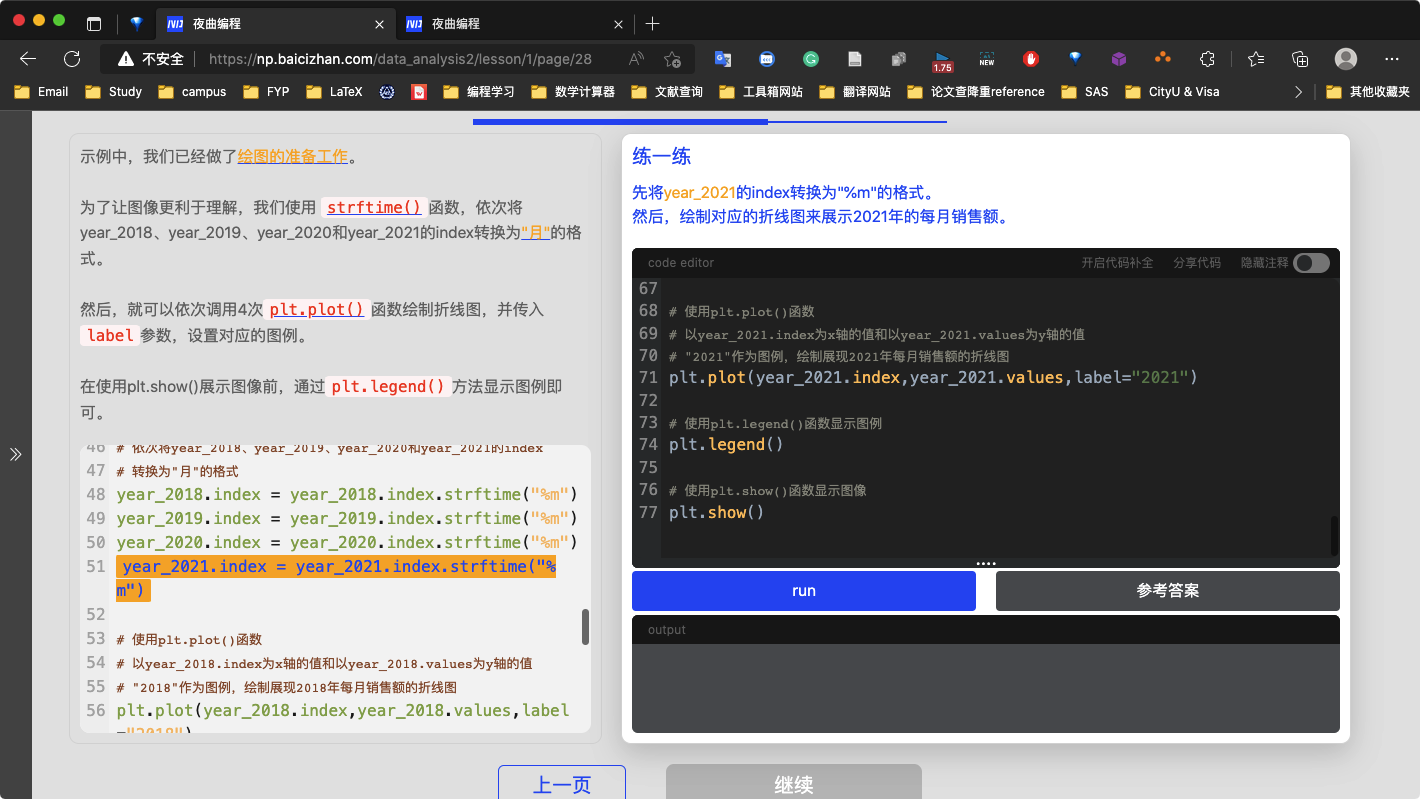 夜曲编程
夜曲编程
不安全
https://np.baicizhan.com/data_analysis2/lesson/1/page/28
1.75
NEW
Email
Study
campus
FYP
LaTeX
编程学习
数学计算器
文献查询
工具箱网站
翻译网站
论文查降重reference
SAS
CityU & Visa
其他收藏夹
示例中，我们已经做了绘图的准备工作。
为了让图像更利于理解，我们使用 strftime() 函数，依次将
year_2018、year_2019、year_2020和year_2021的index转换为"月"的格
式。
然后，就可以依次调用4次 plt.plot() 函数绘制折线图，并传入
label 参数，设置对应的图例。
在使用plt.show()展示图像前，通过 plt.legend() 方法显示图例即
可。
46 # 依次将year_2018、year_2019、year_2020和year_2021的index
47 # 转换为"月"的格式
48 year_2018.index = year_2018.index.strftime("%m")
49 year_2019.index = year_2019.index.strftime("%m")
50 year_2020.index = year_2020.index.strftime("%m")
51 year_2021.index = year_2021.index.strftime("%
m")
52
53 # 使用plt.plot()函数
54 # 以year_2018.index为x轴的值和以year_2018.values为y轴的值
55 # "2018"作为图例，绘制展现2018年每月销售额的折线图
56 plt.plot(year_2018.index,year_2018.values,label
="2018")
练一练
先将year_2021的index转换为"%m"的格式。
然后，绘制对应的折线图来展示2021年的每月销售额。
code editor
开启代码补全
分享代码
隐藏注释
67
68 # 使用plt.plot()函数
69 # 以year_2021.index为x轴的值和以year_2021.values为y轴的值
70 # "2021"作为图例，绘制展现2021年每月销售额的折线图
71 plt.plot(year_2021.index,year_2021.values,label="2021")
72
73 # 使用plt.legend()函数显示图例
74 plt.legend()
75
76 # 使用plt.show()函数显示图像
77 plt.show()
run
参考答案
output
上一页
继续